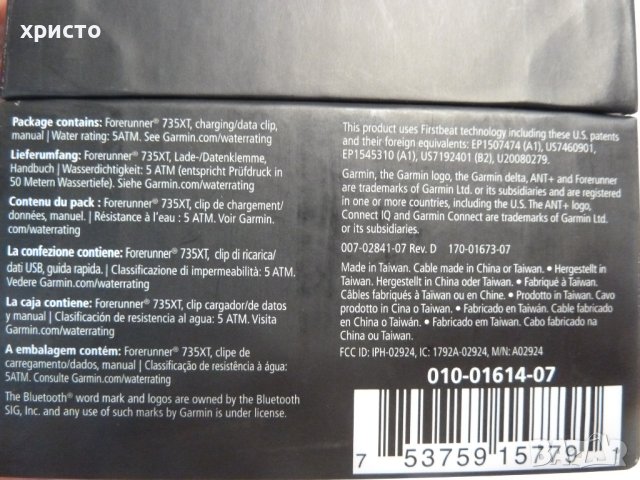 христо
Package contains: Forerunner® 735XT, charging/data clip,
manual | Water rating: 5ATM. See Garmin.com/waterrating
Lieferumfang: Forerunner® 735XT, Lade-/Datenklemme,
Handbuch | Wasserdichtigkeit: 5 ATM (entspricht Prüfdruck in
50 Metern Wassertiefe). Siehe Garmin.com/waterrating
Contenu du pack : Forerunner® 735XT, clip de chargement/
données, manuel. | Résistance à l'eau : 5 ATM. Voir Garmin.
com/waterrating
La confezione contiene: Forerunner® 735XT, clip di ricarica/
dati USB, guida rapida. | Classificazione di impermeabilità: 5 ATM.
Vedere Garmin.com/waterrating
La caja contiene: Forerunner® 735XT, clip cargador/de datos
y manual | Clasificación de resistencia al agua: 5 ATM. Visita
Garmin.com/waterrating
A embalagem contém: Forerunner® 735XT, clipe de
carregamento/dados, manual | Classificação de resistência à água:
5ATM. Consulte Garmin.com/waterrating
The Bluetooth® word mark and logos are owned by the Bluetooth
SIG, Inc. and any use of such marks by Garmin is under license.
This product uses Firstbeat technology including these U.S. patents
and their foreign equivalents: EP1507474 (A1), US7460901,
EP1545310 (A1), US7192401 (B2), U20080279.
Garmin, the Garmin logo, the Garmin delta, ANT+ and Forerunner
are trademarks of Garmin Ltd. or its subsidiaries and are registered
in one or more countries, including the U.S. The ANT+ logo,
Connect IQ and Garmin Connect are trademarks of Garmin Ltd.
or its subsidiaries.
007-02841-07 Rev. D 170-01673-07
Made in Taiwan. Cable made in China or Taiwan. • Hergestellt in
Taiwan. Hergestellt in China oder Taiwan. • Fabriqué à Taiwan.
Câbles fabriqués à Taiwan ou en Chine. • Prodotto in Taiwan. Cavo
prodotto in China o Taiwan. • Fabricado en Taiwán. Cable fabricado
en China o Taiwán. • Fabricado em Taiwan. Cabo fabricado na
China ou Taiwan.
FCC ID: IPH-02924, IC: 1792A-02924, M/N: A02924
010-01614-07
7 53759 15779 1
BAZAR